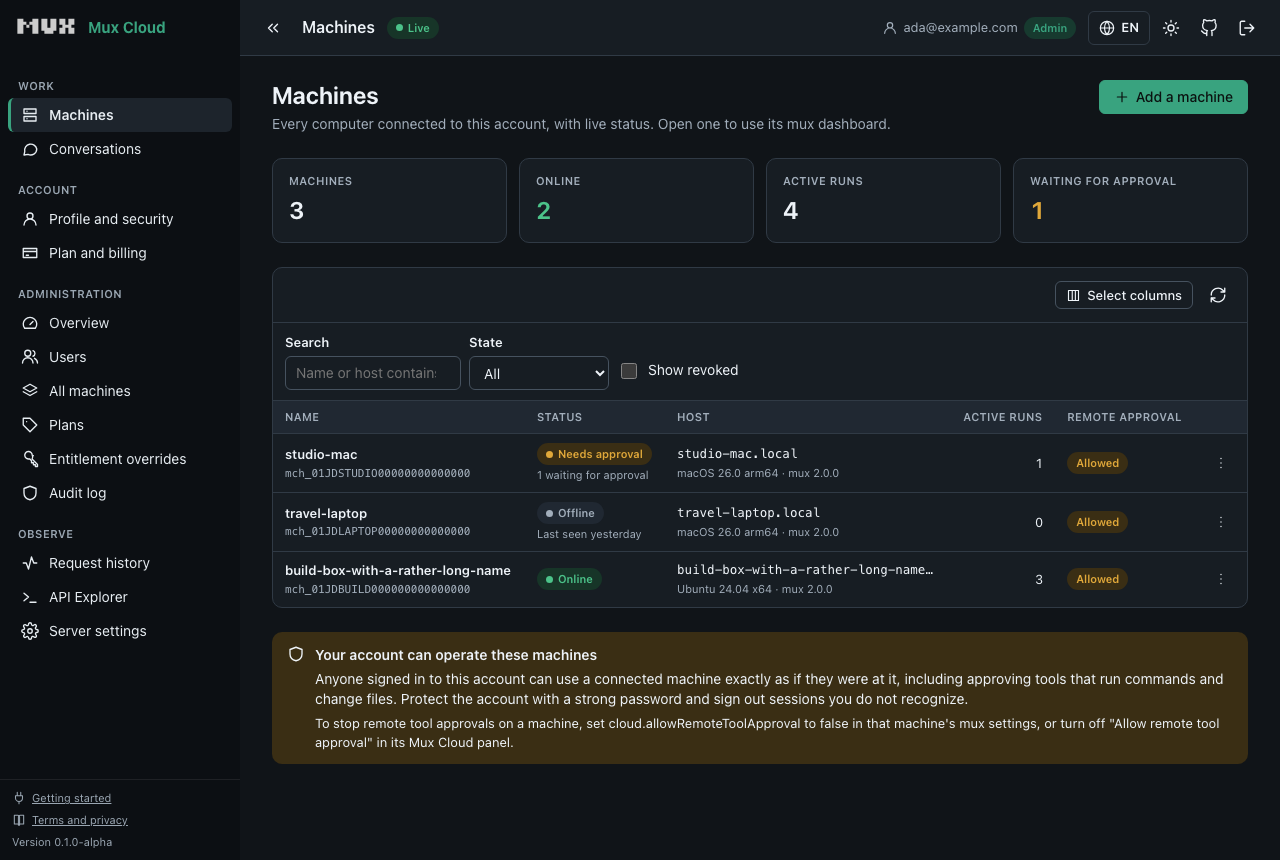 MUX Mux Cloud
WORK
Machines
Conversations
ACCOUNT
Profile and security
Plan and billing
ADMINISTRATION
Overview
Users
All machines
Plans
Entitlement overrides
Audit log
OBSERVE
Request history
API Explorer
Server settings
Getting started
Terms and privacy
Version 0.1.0-alpha
Machines Live ada@example.com Admin EN
Machines
Add a machine
Every computer connected to this account, with live status. Open one to use its mux dashboard.
MACHINES ONLINE ACTIVE RUNS WAITING FOR APPROVAL
3 2 4 1
Select columns
Search State
Name or host contain All Show revoked
NAME STATUS HOST ACTIVE RUNS REMOTE APPROVAL
studio-mac Needs approval studio-mac.local 1 Allowed
mch_01JDSTUDIO00000000000000 1 waiting for approval macOS 26.0 arm64 · mux 2.0.0
travel-laptop Offline travel-laptop.local 0 Allowed
mch_01JDLAPTOP00000000000000 Last seen yesterday macOS 26.0 arm64 · mux 2.0.0
build-box-with-a-rather-long-name Online build-box-with-a-rather-long-name… 3 Allowed
mch_01JDBUILD000000000000000 Ubuntu 24.04 x64 · mux 2.0.0
Your account can operate these machines
Anyone signed in to this account can use a connected machine exactly as if they were at it, including approving tools that run commands and
change files. Protect the account with a strong password and sign out sessions you do not recognize.
To stop remote tool approvals on a machine, set cloud.allowRemoteToolApproval to false in that machine's mux settings, or turn off "Allow remote tool
approval" in its Mux Cloud panel.